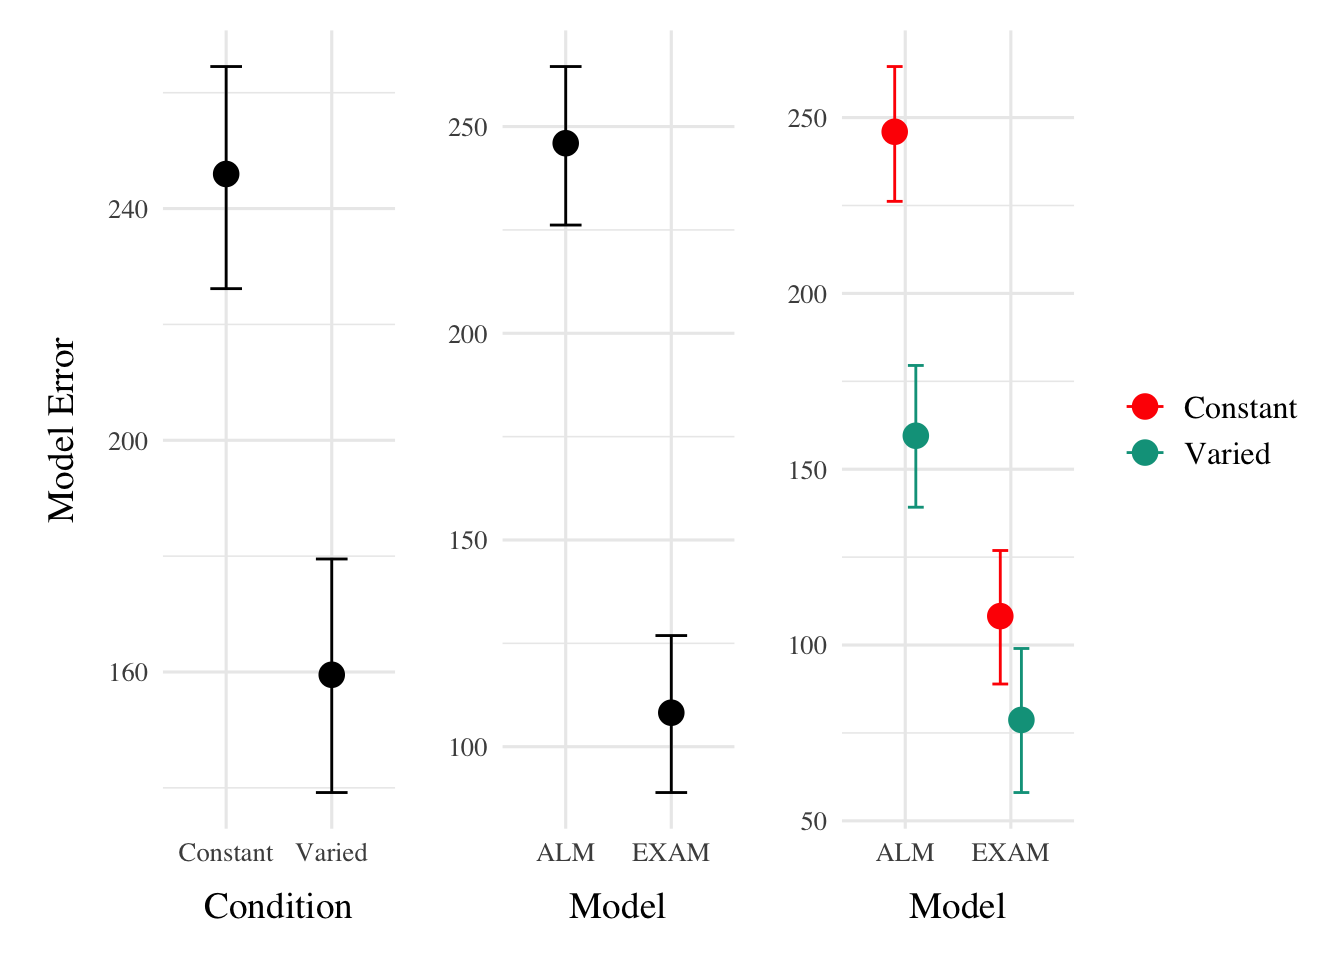 Model Error
240
200
160
Constant Varied
Condition
250
200
150
100
ALM EXAM
Model
250
200
150
100
50
ALM EXAM
Model
Constant
Varied